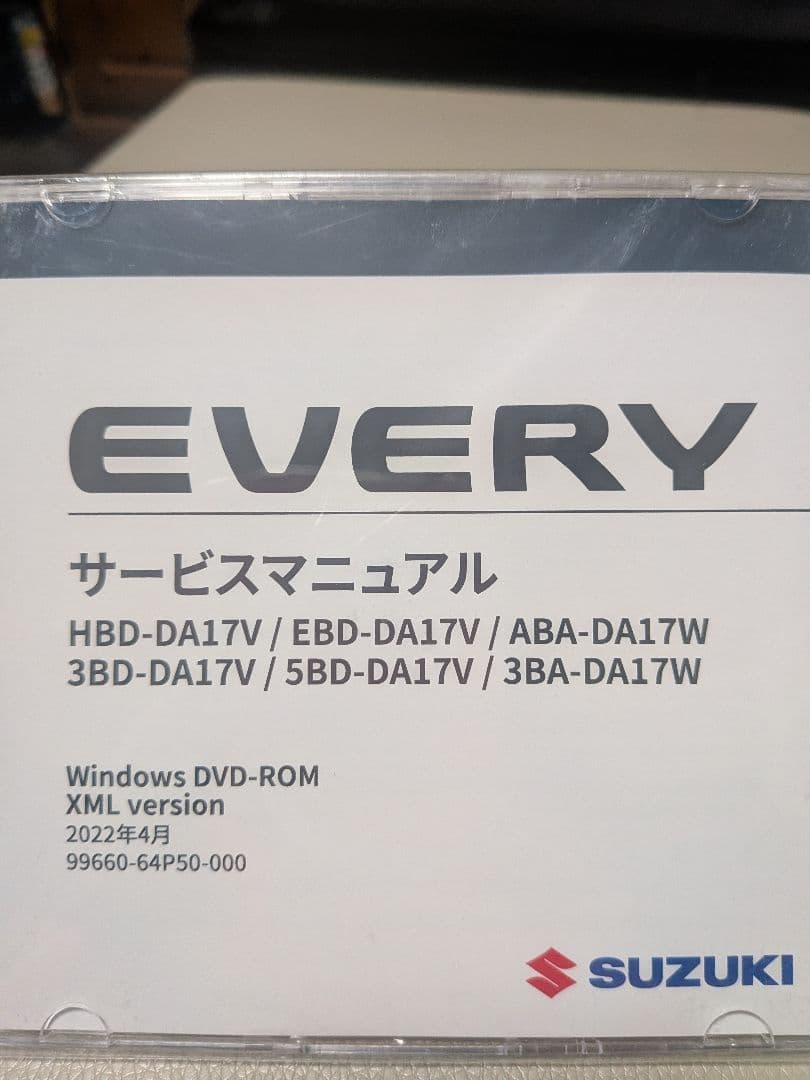 EVERY
サービスマニュアル
HBD-DA17V / EBD-DA17V / ABA-DA17W
3BD-DA17V / 5BD-DA17V / 3BA-DA17W
Windows DVD-ROM
XML version
2022年4月
99660-64P50-000
SUZUKI